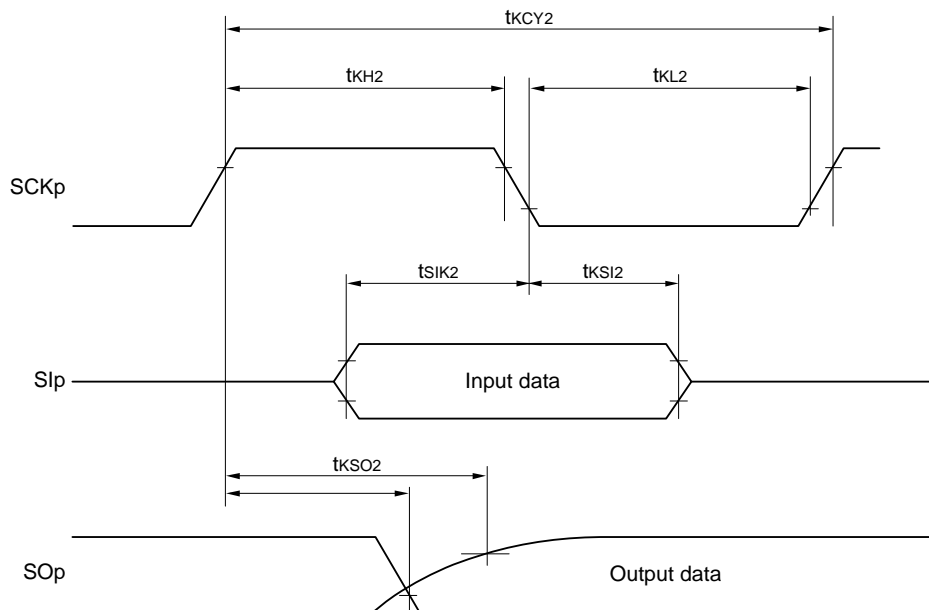 tKCY2
tKH2
tKL2
SCKp
tSIK2
tKSI2
SIp
Input data
tKSO2
SOp
Output data